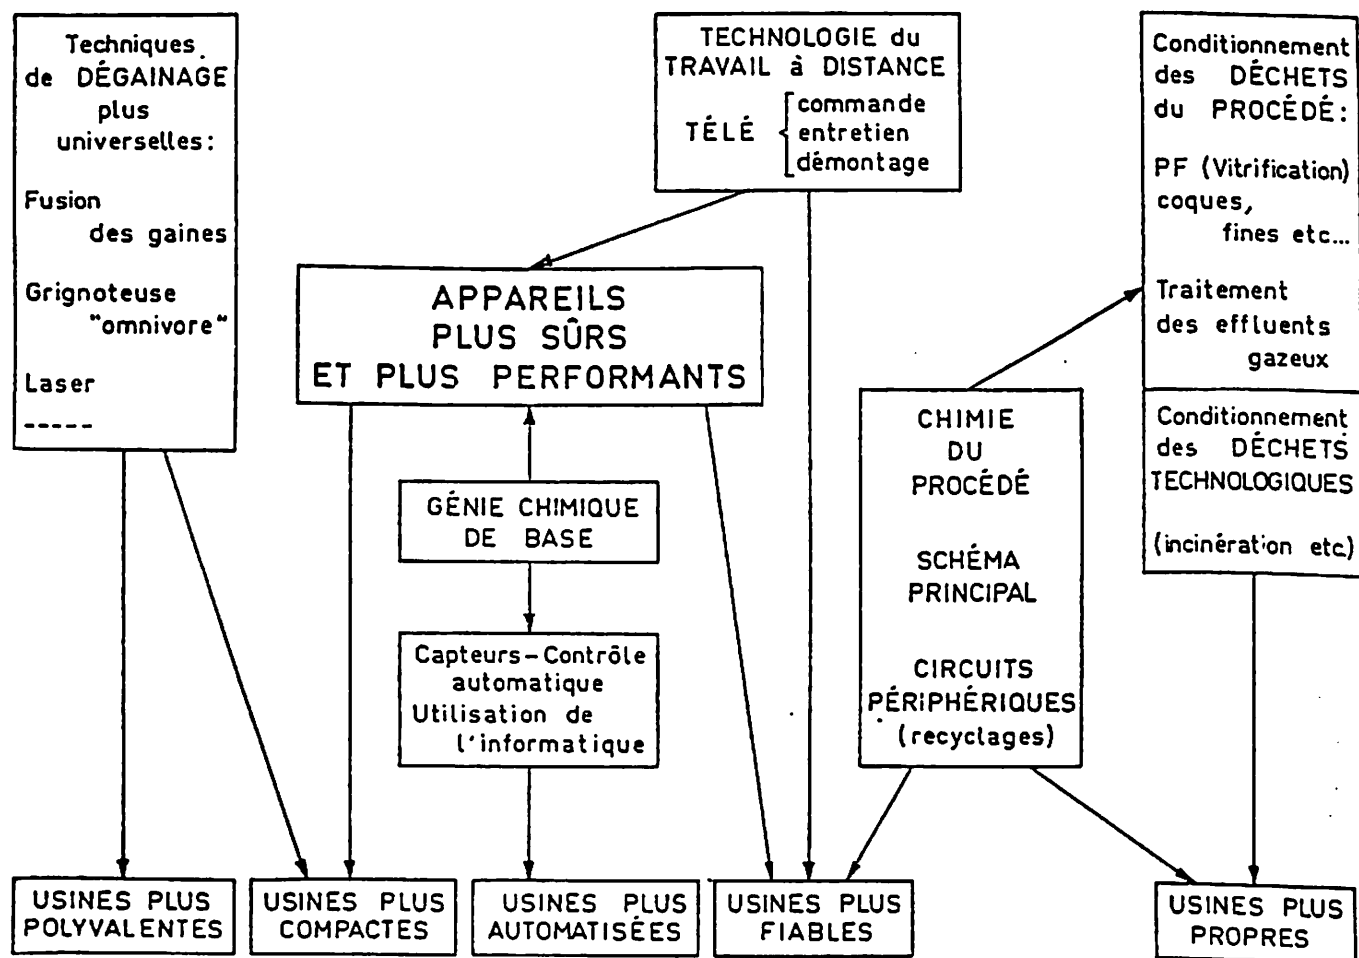 Techniques
de DÉGAINAGE
plus
universelles:
Fusion
des gaines
Grignoteuse
"omnivore"
Laser
-----
TECHNOLOGIE du
TRAVAIL à DISTANCE
TÉLÉ
commande
entretien
démontage
Conditionnement
des DÉCHETS
du PROCÉDÉ:
PF (Vitrification)
coques,
fines etc...
Traitement
des effluents
gazeux
Conditionnement
des DÉCHETS
TECHNOLOGIQUES
(incinération etc)
APPAREILS
PLUS SÛRS
ET PLUS PERFORMANTS
GÉNIE CHIMIQUE
DE BASE
Capteurs-Contrôle
automatique
Utilisation de
l'informatique
CHIMIE
DU
PROCÉDÉ
SCHÉMA
PRINCIPAL
CIRCUITS
PÉRIPHÉRIQUES
(recyclages)
USINES PLUS
POLYVALENTES
USINES PLUS
COMPACTES
USINES PLUS
AUTOMATISÉES
USINES PLUS
FIABLES
USINES PLUS
PROPRES